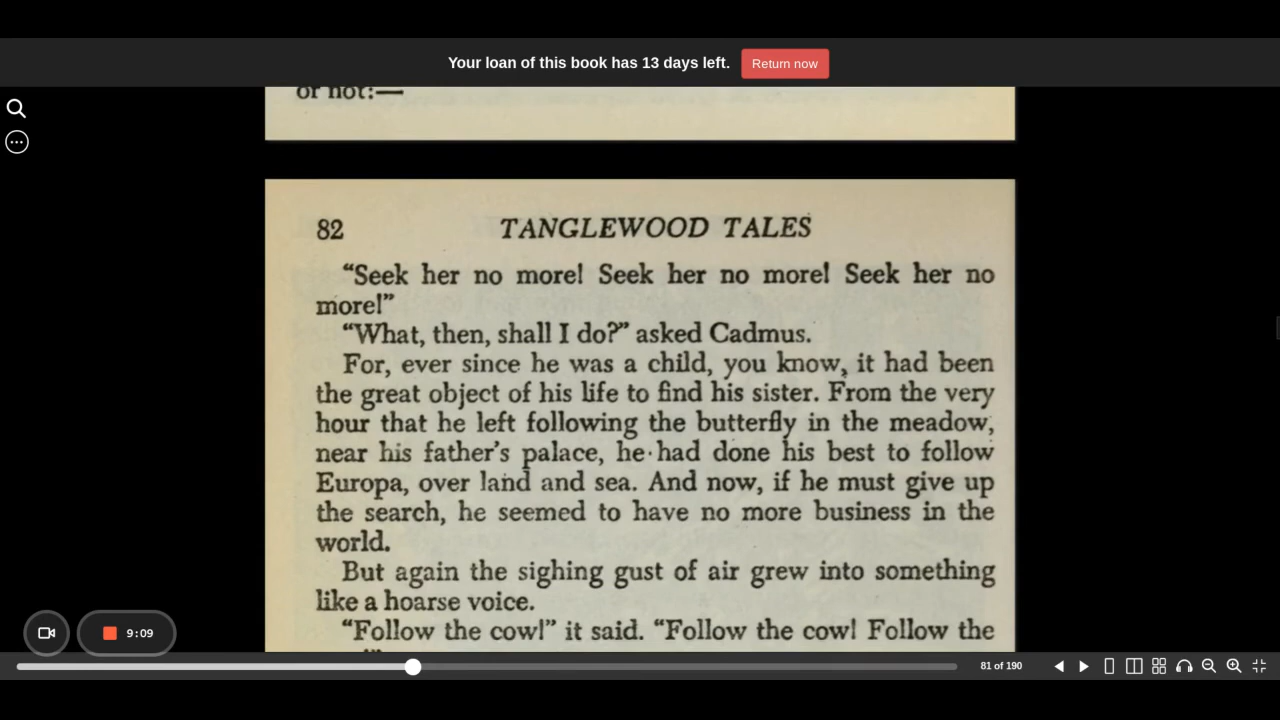 Your loan of this book has 13 days left. Return now
or not:—
82 TANGLEWOOD TALES
“Seek her no more! Seek her no more! Seek her no
more!”
“What, then, shall I do?” asked Cadmus.
For, ever since he was a child, you know, it had been
the great object of his life to find his sister. From the very
hour that he left following the butterfly in the meadow,
near his father’s palace, he had done his best to follow
Europa, over land and sea. And now, if he must give up
the search, he seemed to have no more business in the
world.
But again the sighing gust of air grew into something
like a hoarse voice.
“Follow the cow!” it said. “Follow the cow! Follow the
9:09
81 of 190